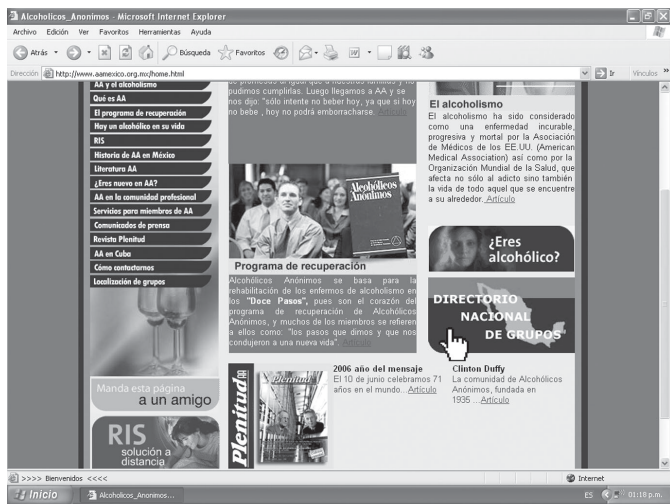 Alcoholicos_Anonimos - Microsoft Internet Explorer
Archivo Edición Ver Favoritos Herramientas Ayuda
Atrás Búsqueda Favoritos
Dirección http://www.aamexico.org.mx/home.html Ir Vínculos »
AA y el alcoholismo
Qué es AA
El programa de recuperación
Hay un alcohólico en su vida
RIS
Historia de AA en México
Literatura AA
¿Eres nuevo en AA?
AA en la comunidad profesional
Servicios para miembros de AA
Comunicados de prensa
Revista Plenitud
AA en Cuba
Cómo contactarnos
Localización de grupos
Manda esta página
a un amigo
RIS
solución a
distancia
pudimos cumplirlas. Luego llegamos a AA y se
nos dijo: "sólo intente no beber hoy, ya que si hoy
no bebe , hoy no podrá emborracharse. Artículo
Alcohólicos
Anónimos
Programa de recuperación
Alcohólicos Anónimos se basa para la
rehabilitación de los enfermos de alcoholismo en
los "Doce Pasos", pues son el corazón del
programa de recuperación de Alcohólicos
Anónimos, y muchos de los miembros se refieren
a ellos como: "los pasos que dimos y que nos
condujeron a una nueva vida". Artículo
Plenitud AA
Plenitud
2006 año del mensaje
El 10 de junio celebramos 71
años en el mundo...Artículo
El alcoholismo
El alcoholismo ha sido considerado
como una enfermedad incurable,
progresiva y mortal por la Asociación
de Médicos de los EE.UU. (American
Medical Association) así como por la
Organización Mundial de la Salud, que
afecta no sólo al adicto sino también
la vida de todo aquel que se encuentre
a su alrededor. Artículo
¿Eres
alcohólico?
DIRECTORIO
NACIONAL
DE GRUPOS
Clinton Duffy
La comunidad de Alcohólicos
Anónimos, fundada en
1935 ...Artículo
>>>> Bienvenidos <<<<
Internet
Inicio Alcoholicos_Anonimos... ES 01:18 p.m.